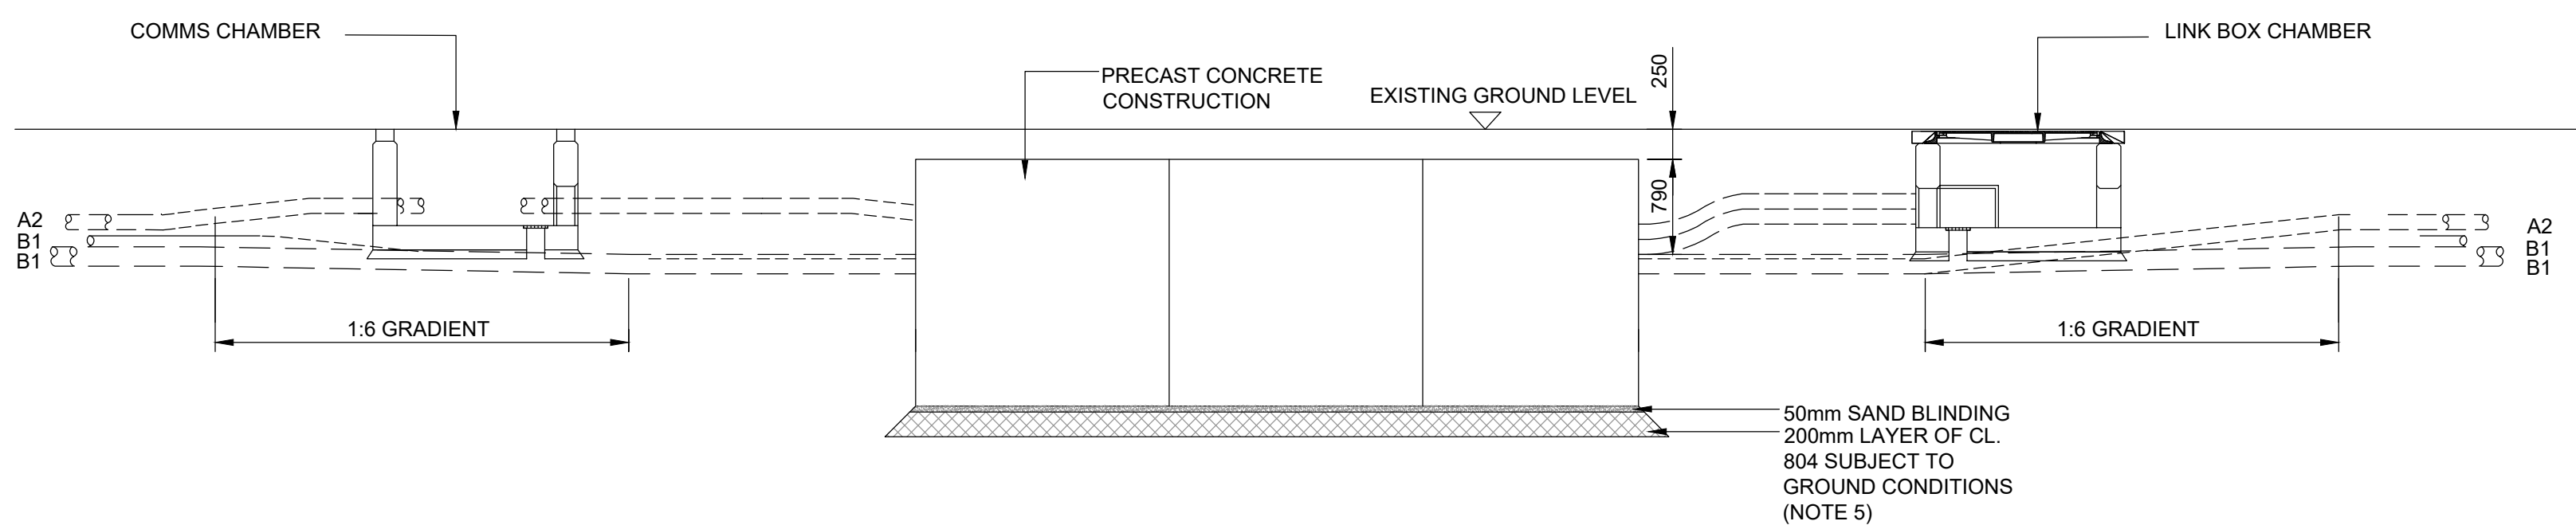 COMMS CHAMBER
LINK BOX CHAMBER
PRECAST CONCRETE
CONSTRUCTION
EXISTING GROUND LEVEL
250
790
A2
B1
B1
A2
B1
B1
1:6 GRADIENT
1:6 GRADIENT
50mm SAND BLINDING
200mm LAYER OF CL.
804 SUBJECT TO
GROUND CONDITIONS
(NOTE 5)